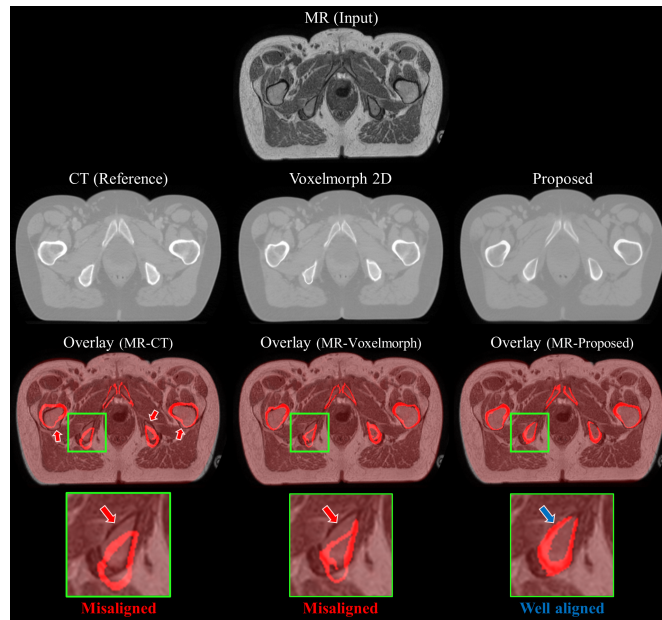 MR (Input)
CT (Reference)
Voxelmorph 2D
Proposed
Overlay (MR-CT)
Overlay (MR-Voxelmorph)
Overlay (MR-Proposed)
Misaligned
Misaligned
Well aligned